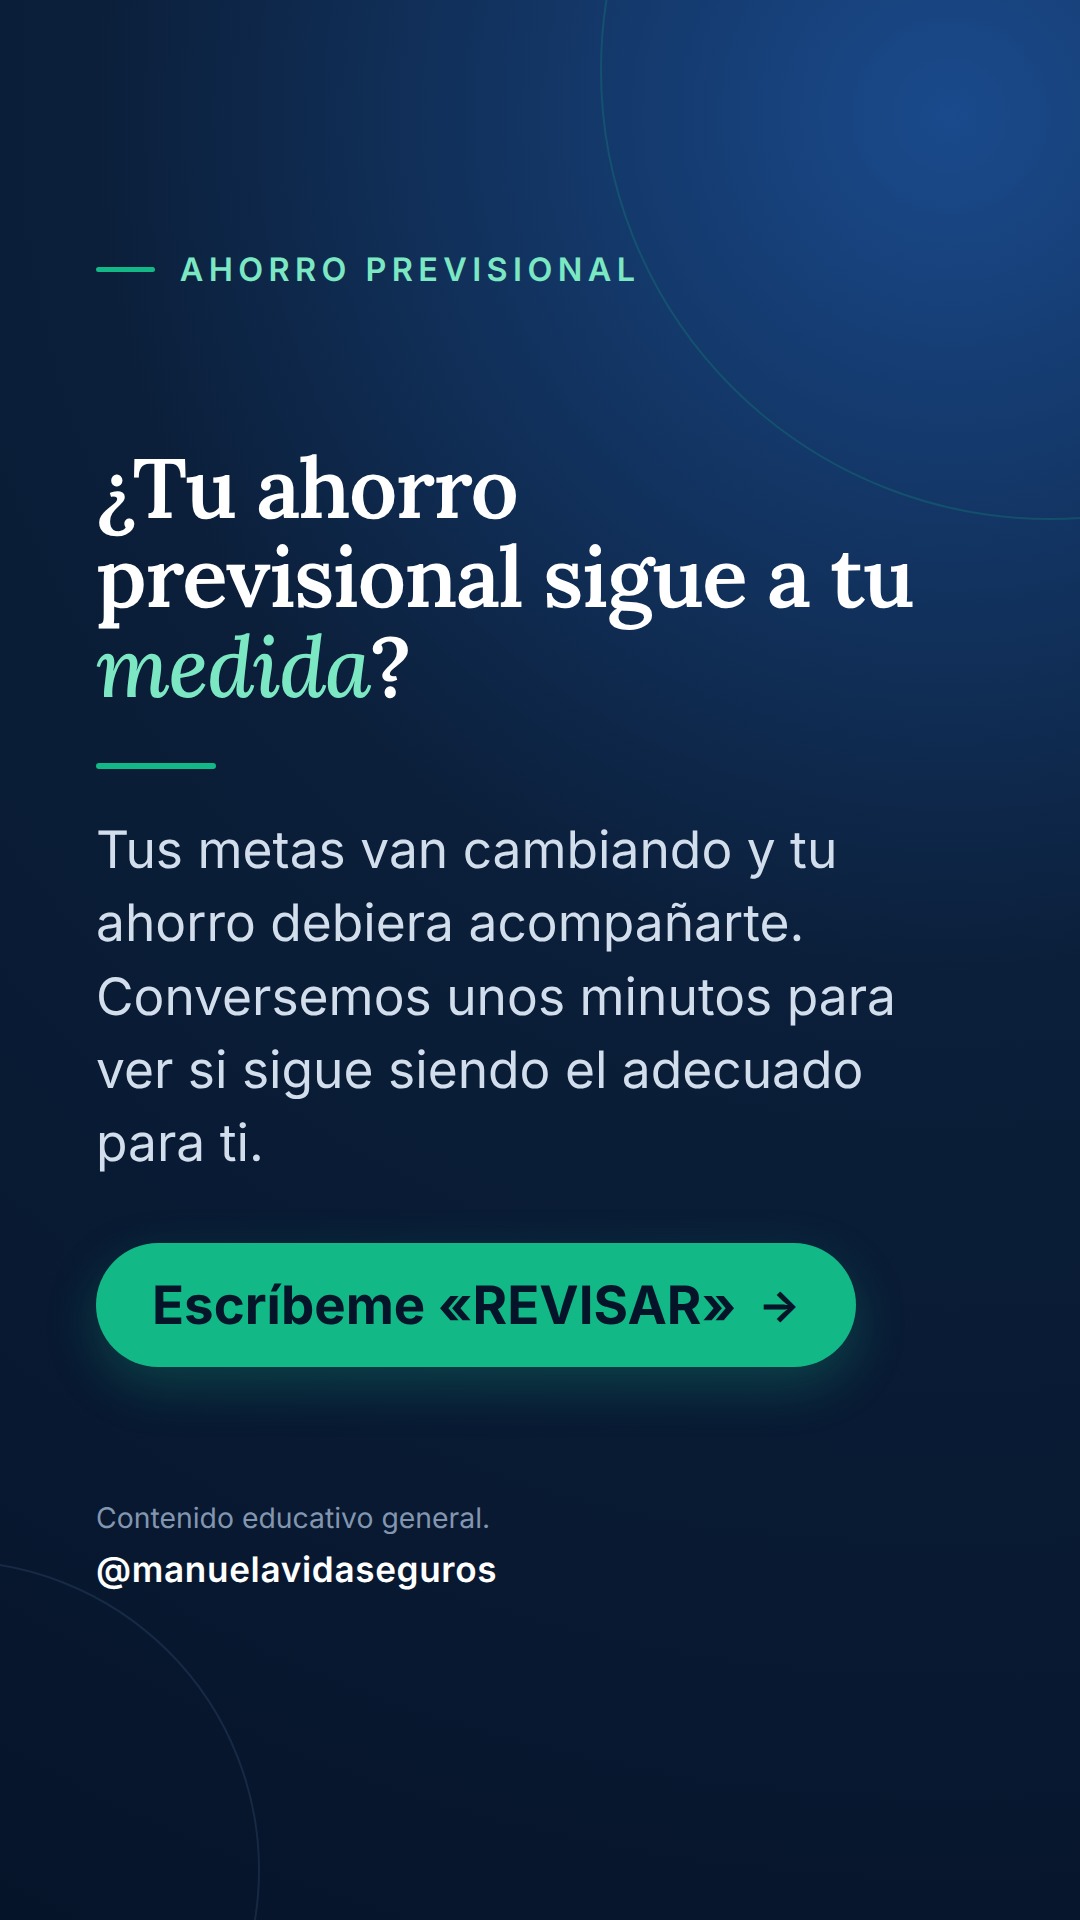 AHORRO PREVISIONAL
¿Tu ahorro
previsional sigue a tu
medida?
Tus metas van cambiando y tu
ahorro debiera acompañarte.
Conversemos unos minutos para
ver si sigue siendo el adecuado
para ti.
Escríbeme «REVISAR» →
Contenido educativo general.
@manuelavidaseguros